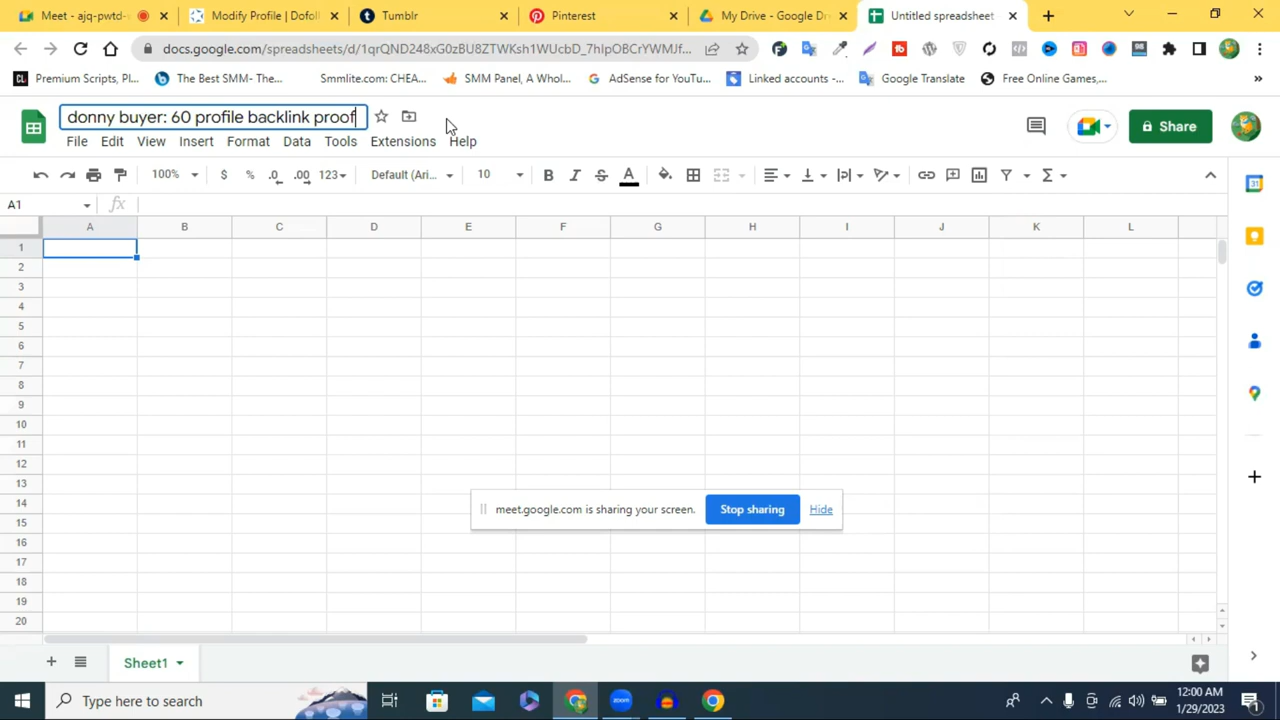 Meet - ajq-pwtd-
Modify Profile | Dofoll
Tumblr
Pinterest
My Drive - Google Dri
Untitled spreadsheet
docs.google.com/spreadsheets/d/1qrQND248xG0zBU8ZTWKsh1WUcbD_7hIpOBCrYWMJf...
Premium Scripts, Pl...
The Best SMM- The...
Smmlite.com: CHEA...
SMM Panel, A Whol...
AdSense for YouTu...
Linked accounts -...
Google Translate
Free Online Games,...
»
donny buyer: 60 profile backlink proof
File Edit View Insert Format Data Tools Extensions Help
Share
100% $ % .0 .00 123 Default (Ari... 10 B I S A
A1 fx
A B C D E F G H I J K L
1
2
3
4
5
6
7
8
9
10
11
12
13
14
15
16
17
18
19
20
meet.google.com is sharing your screen. Stop sharing Hide
Sheet1
Type here to search
zoom
12:00 AM
1/29/2023